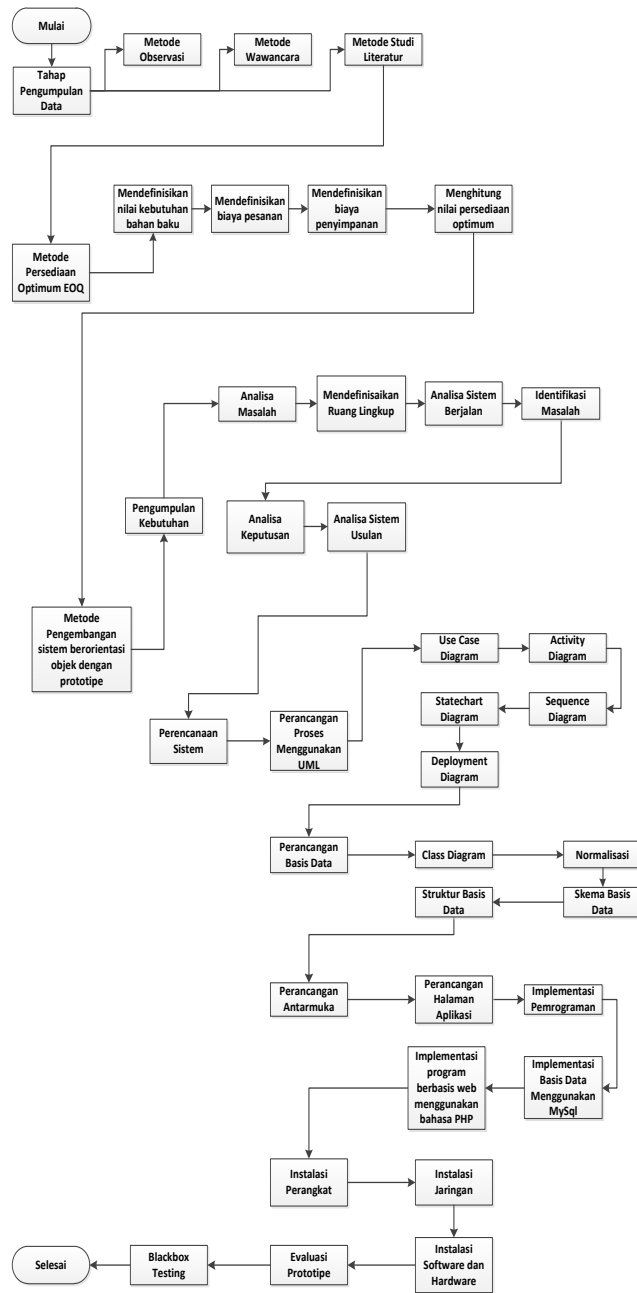 Mulai
Tahap
Pengumpulan
Data
Metode
Observasi
Metode
Wawancara
Metode Studi
Literatur
Metode
Persediaan
Optimum EOQ
Mendefinisikan
nilai kebutuhan
bahan baku
Mendefinisikan
biaya pesanan
Mendefinisikan
biaya
penyimpanan
Menghitung
nilai persediaan
optimum
Metode
Pengembangan
sistem berorientasi
objek dengan
prototipe
Pengumpulan
Kebutuhan
Analisa
Masalah
Mendefinisaikan
Ruang Lingkup
Analisa Sistem
Berjalan
Identifikasi
Masalah
Analisa
Keputusan
Analisa Sistem
Usulan
Perencanaan
Sistem
Perancangan
Proses
Menggunakan
UML
Use Case
Diagram
Activity
Diagram
Sequence
Diagram
Statechart
Diagram
Deployment
Diagram
Perancangan
Basis Data
Class Diagram
Normalisasi
Skema Basis
Data
Struktur Basis
Data
Perancangan
Antarmuka
Perancangan
Halaman
Aplikasi
Implementasi
Pemrograman
Implementasi
Basis Data
Menggunakan
MySql
Implementasi
program
berbasis web
menggunakan
bahasa PHP
Instalasi
Perangkat
Instalasi
Jaringan
Instalasi
Software dan
Hardware
Evaluasi
Prototipe
Blackbox
Testing
Selesai